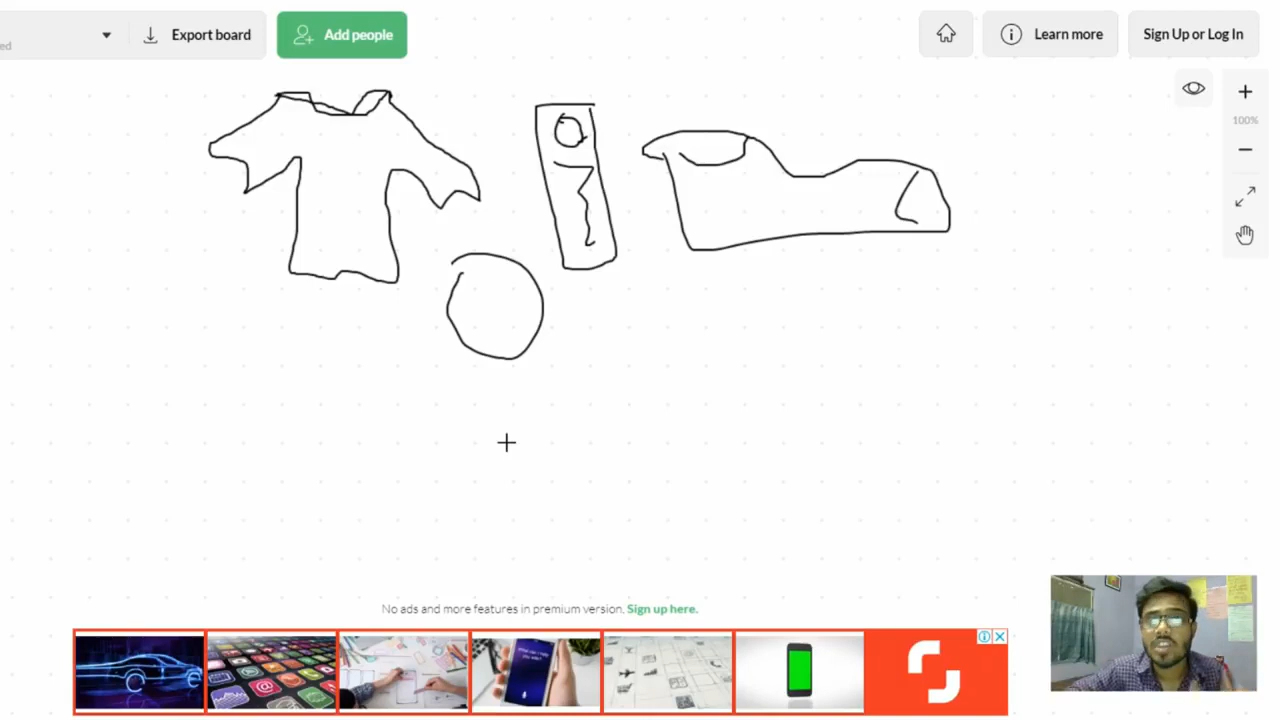 ed
Export board
Add people
Learn more
Sign Up or Log In
100%
No ads and more features in premium version. Sign up here.